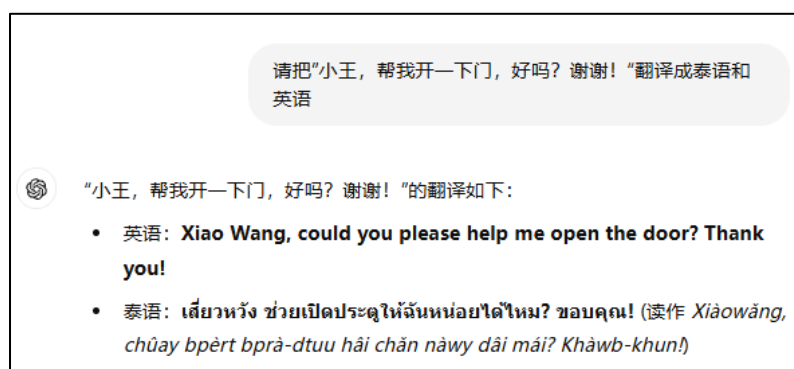 请把”小王，帮我开一下门，好吗？谢谢！“翻译成泰语和
英语
“小王，帮我开一下门，好吗？谢谢！”的翻译如下：
• 英语：Xiao Wang, could you please help me open the door? Thank
you!
• 泰语：เสี่ยวหวัง ช่วยเปิดประตูให้ฉันหน่อยได้ไหม? ขอบคุณ! (读作 Xiàowǎng,
chûay bpèrt bprà-dtuu hâi chăn nàwy dâi mái? Khàwb-khun!)